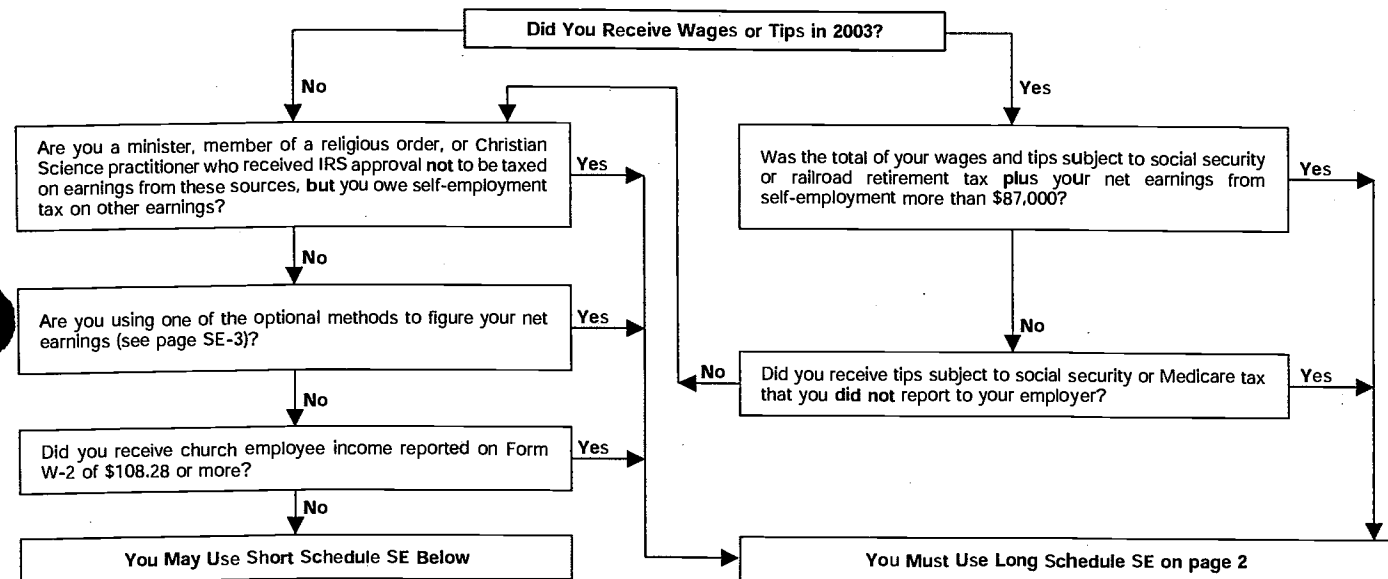 Did You Receive Wages or Tips in 2003?
No
Yes
Are you a minister, member of a religious order, or Christian
Science practitioner who received IRS approval not to be taxed
on earnings from these sources, but you owe self-employment
tax on other earnings?
Yes
Was the total of your wages and tips subject to social security
or railroad retirement tax plus your net earnings from
self-employment more than $87,000?
Yes
No
Are you using one of the optional methods to figure your net
earnings (see page SE-3)?
Yes
No
No
Did you receive tips subject to social security or Medicare tax
that you did not report to your employer?
Yes
No
Did you receive church employee income reported on Form
W-2 of $108.28 or more?
Yes
No
You May Use Short Schedule SE Below
You Must Use Long Schedule SE on page 2